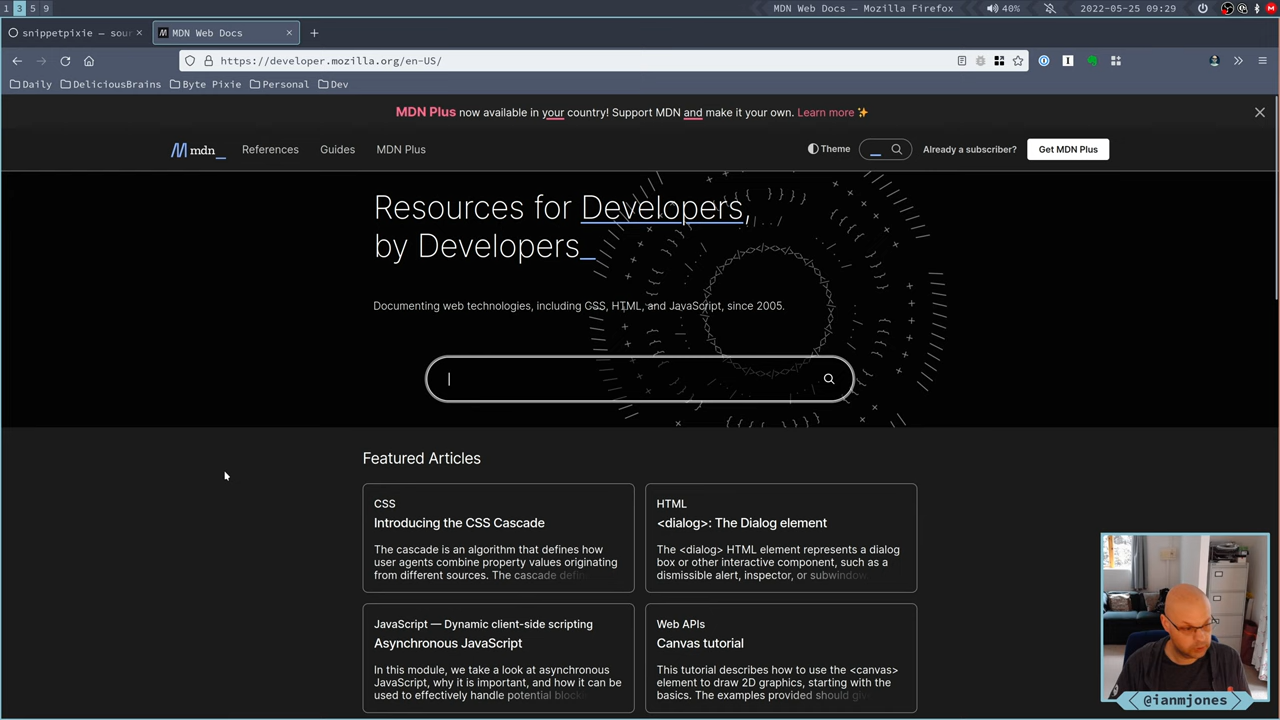 1 3 5 9
MDN Web Docs — Mozilla Firefox
40%
2022-05-25 09:29
snippetpixie — sour
MDN Web Docs
https://developer.mozilla.org/en-US/
Daily
DeliciousBrains
Byte Pixie
Personal
Dev
MDN Plus now available in your country! Support MDN and make it your own. Learn more ✨
mdn_
References
Guides
MDN Plus
Theme
Already a subscriber?
Get MDN Plus
Resources for Developers,
by Developers_
Documenting web technologies, including CSS, HTML, and JavaScript, since 2005.
Featured Articles
CSS
Introducing the CSS Cascade
The cascade is an algorithm that defines how
user agents combine property values originating
from different sources. The cascade defin
HTML
<dialog>: The Dialog element
The <dialog> HTML element represents a dialog
box or other interactive component, such as a
dismissible alert, inspector, or subwindow
JavaScript — Dynamic client-side scripting
Asynchronous JavaScript
In this module, we take a look at asynchronous
JavaScript, why it is important, and how it can be
used to effectively handle potential block
Web APIs
Canvas tutorial
This tutorial describes how to use the <canvas>
element to draw 2D graphics, starting with the
basics. The examples provided should giv
@ianmjones